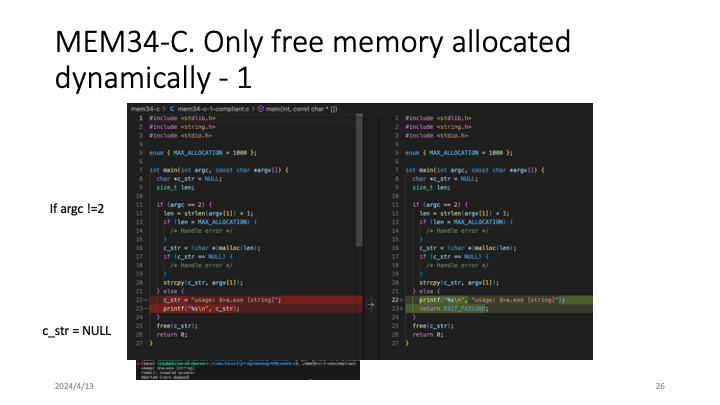 MEM34-C. Only free memory allocated
dynamically - 1
mem34-c > C mem34-c-1-compliant.c > main(int, const char * [])
1 #include <stdlib.h>
2 #include <string.h>
3 #include <stdio.h>
4
5 enum { MAX_ALLOCATION = 1000 };
6
7 int main(int argc, const char *argv[]) {
8 char *c_str = NULL;
9 size_t len;
10
11 if (argc == 2) {
12 len = strlen(argv[1]) + 1;
13 if (len > MAX_ALLOCATION) {
14 /* Handle error */
15 }
16 c_str = (char *)malloc(len);
17 if (c_str == NULL) {
18 /* Handle error */
19 }
20 strcpy(c_str, argv[1]);
21 } else {
22- c_str = "usage: $>a.exe [string]";
23- printf("%s\n", c_str);
24 }
25 free(c_str);
26 return 0;
27 }
1 #include <stdlib.h>
2 #include <string.h>
3 #include <stdio.h>
4
5 enum { MAX_ALLOCATION = 1000 };
6
7 int main(int argc, const char *argv[]) {
8 char *c_str = NULL;
9 size_t len;
10
11 if (argc == 2) {
12 len = strlen(argv[1]) + 1;
13 if (len > MAX_ALLOCATION) {
14 /* Handle error */
15 }
16 c_str = (char *)malloc(len);
17 if (c_str == NULL) {
18 /* Handle error */
19 }
20 strcpy(c_str, argv[1]);
21 } else {
22+ printf("%s\n", "usage: $>a.exe [string]");
23+ return EXIT_FAILURE;
24 }
25 free(c_str);
26 return 0;
27 }
If argc !=2
c_str = NULL
usage: $>a.exe [string]
free(): invalid pointer
Aborted (core dumped)
2024/4/13
26